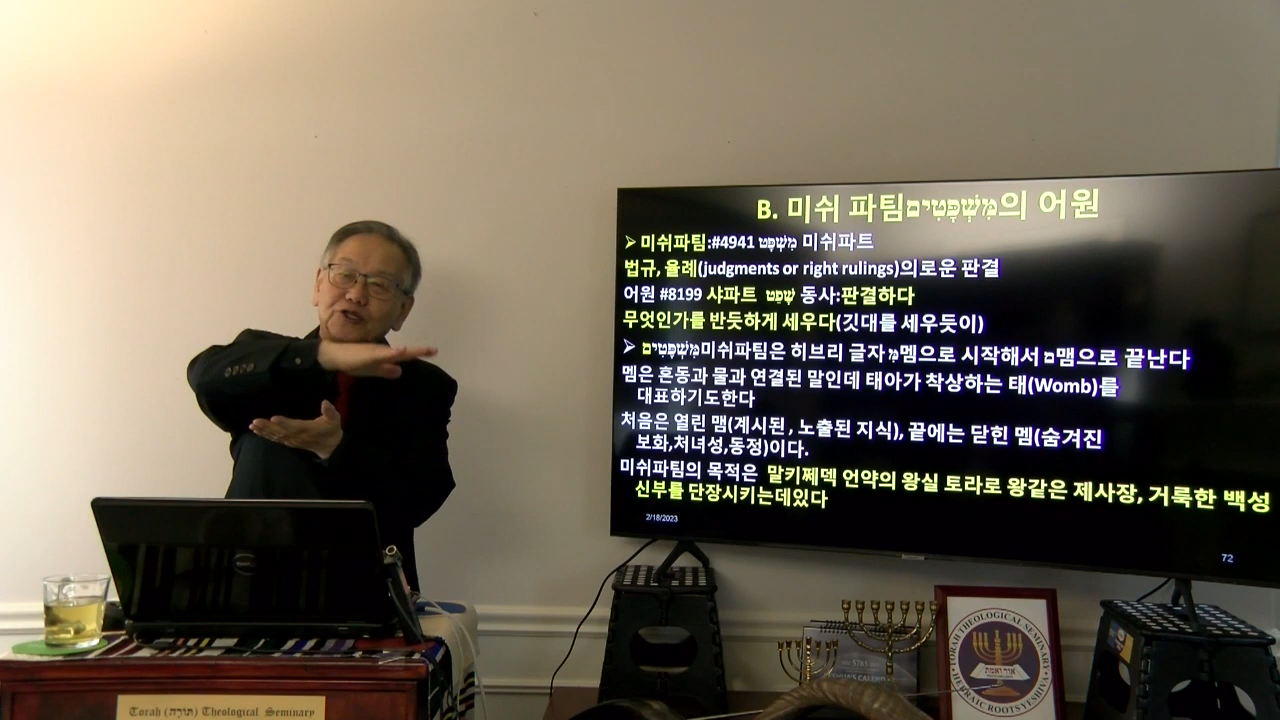 B. 미쉬 파팀מִּשְׁפָּטִים의 어원
➢ 미쉬파팀:#4941 מִשְׁפָּט 미쉬파트
법규, 율례(judgments or right rulings)의로운 판결
어원 #8199 샤파트 שָׁפַט 동사:판결하다
무엇인가를 반듯하게 세우다(깃대를 세우듯이)
➢ מִּשְׁפָּטִים미쉬파팀은 히브리 글자 מ멤으로 시작해서 ם맴으로 끝난다
멤은 혼동과 물과 연결된 말인데 태아가 착상하는 태(Womb)를
대표하기도한다
처음은 열린 맴(계시된 , 노출된 지식), 끝에는 닫힌 멤(숨겨진
보화,처녀성,동정)이다.
미쉬파팀의 목적은 말키쩨덱 언약의 왕실 토라로 왕같은 제사장, 거룩한 백성
신부를 단장시키는데있다
2/18/2023
72
TORAH THEOLOGICAL SEMINARY
אור ואמת
HEBRAIC ROOTS YESHIVA
Torah (תּוֹרָה) Theological Seminary